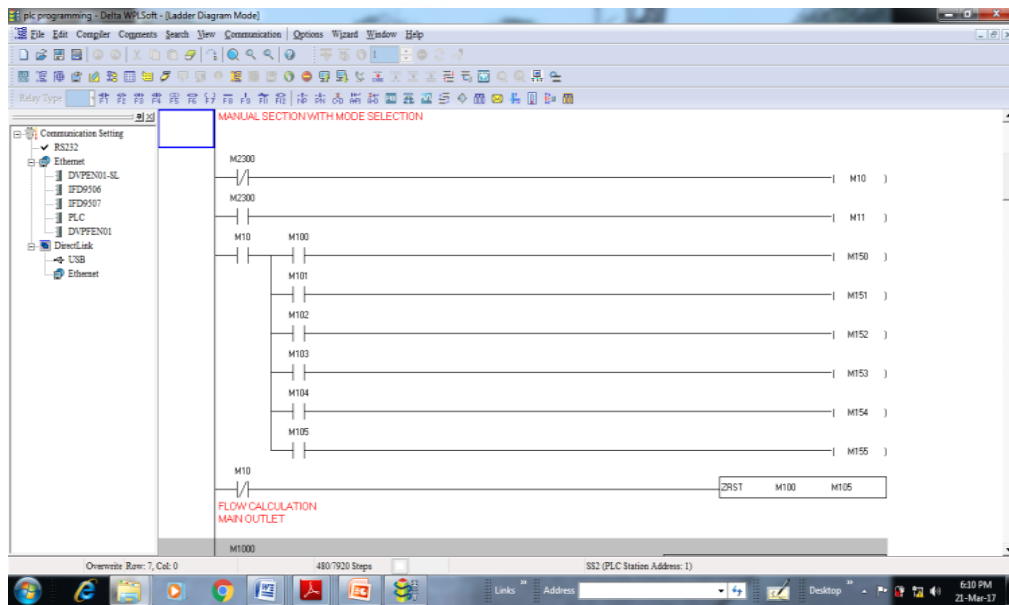 plc programming - Delta WPLSoft - [Ladder Diagram Mode]
File Edit Compiler Comments Search View Communication Options Wizard Window Help
Relay Type
Communication Setting
RS232
Ethernet
DVPEN01-SL
IFD9506
IFD9507
PLC
DVPFEN01
DirectLink
USB
Ethernet
MANUAL SECTION WITH MODE SELECTION
M2300
M10
M2300
M11
M10 M100
M150
M101
M151
M102
M152
M103
M153
M104
M154
M105
M155
M10
ZRST M100 M105
FLOW CALCULATION
MAIN OUTLET
M1000
Overwrite Row: 7, Col: 0 480/7920 Steps SS2 (PLC Station Address: 1)
Links Address Desktop 6:10 PM
21-Mar-17